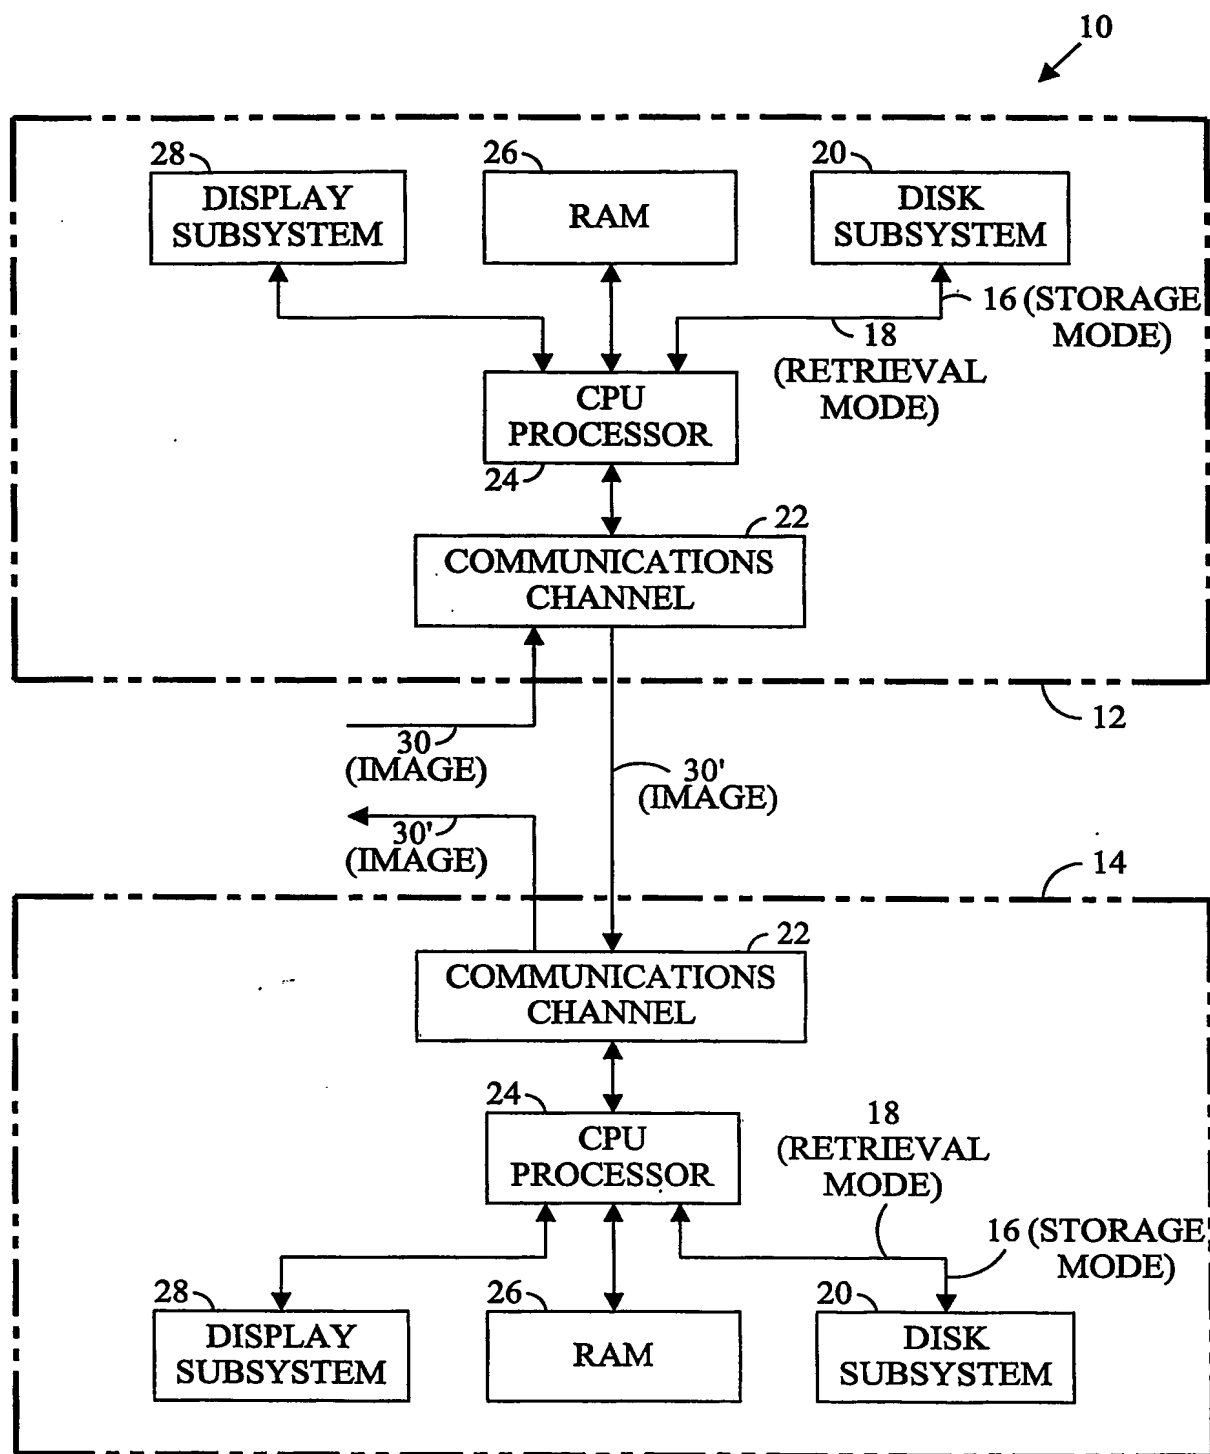 10
28
DISPLAY
SUBSYSTEM
26
RAM
20
DISK
SUBSYSTEM
16 (STORAGE
MODE)
18
(RETRIEVAL
MODE)
CPU
PROCESSOR
24
22
COMMUNICATIONS
CHANNEL
12
30
(IMAGE)
30'
(IMAGE)
30'
(IMAGE)
14
22
COMMUNICATIONS
CHANNEL
24
CPU
PROCESSOR
18
(RETRIEVAL
MODE)
16 (STORAGE
MODE)
28
DISPLAY
SUBSYSTEM
26
RAM
20
DISK
SUBSYSTEM